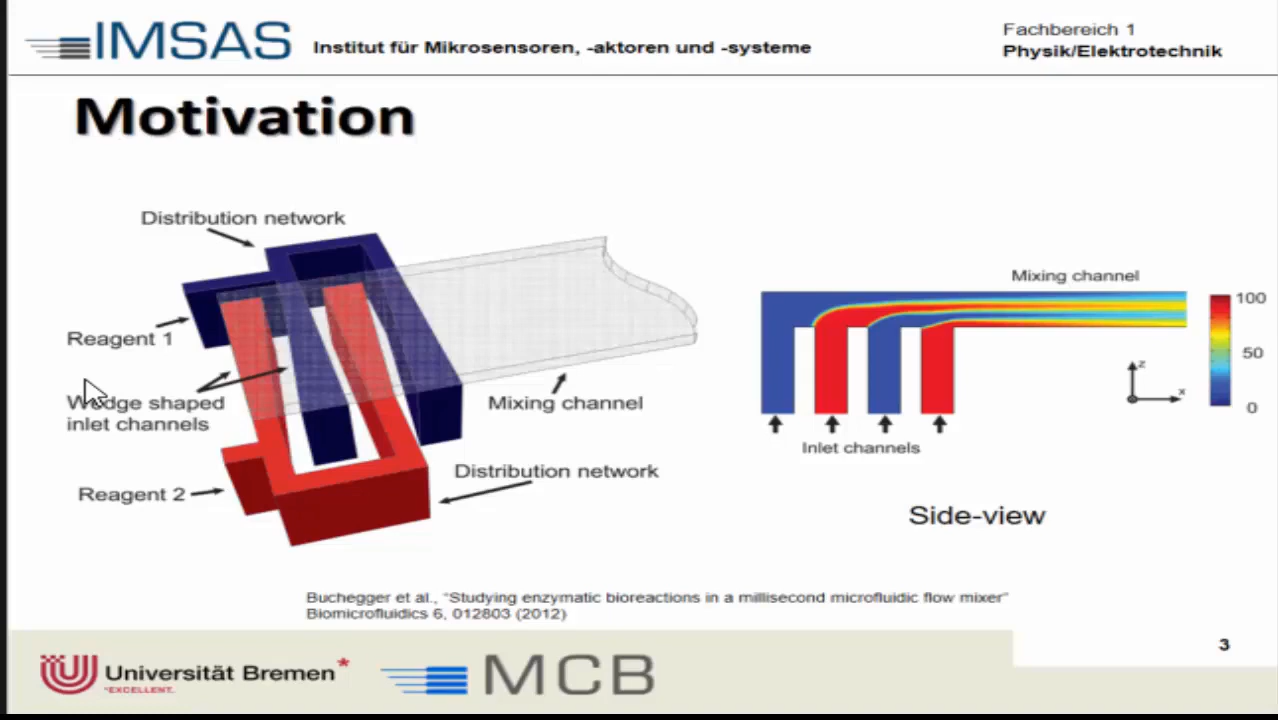 IMSAS
Institut für Mikrosensoren, -aktoren und -systeme
Fachbereich 1
Physik/Elektrotechnik
Motivation
Distribution network
Reagent 1
Wedge shaped
inlet channels
Reagent 2
Mixing channel
Distribution network
Mixing channel
100
50
0
z
x
Inlet channels
Side-view
Buchegger et al., “Studying enzymatic bioreactions in a millisecond microfluidic flow mixer”
Biomicrofluidics 6, 012803 (2012)
3
Universität Bremen*
*EXCELLENT.
MCB